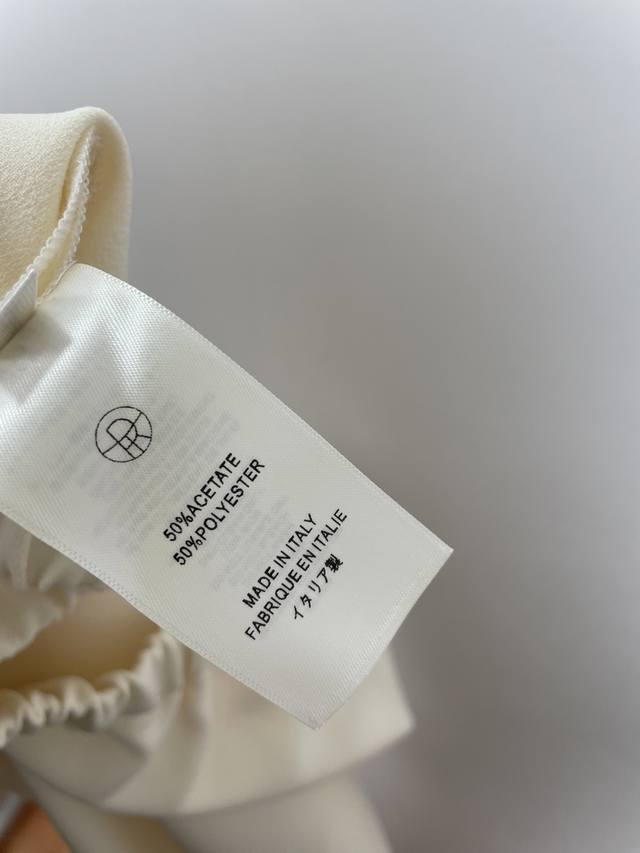 50%ACETATE
50%POLYESTER
MADE IN ITALY
FABRIQUE EN ITALIE
イタリア製